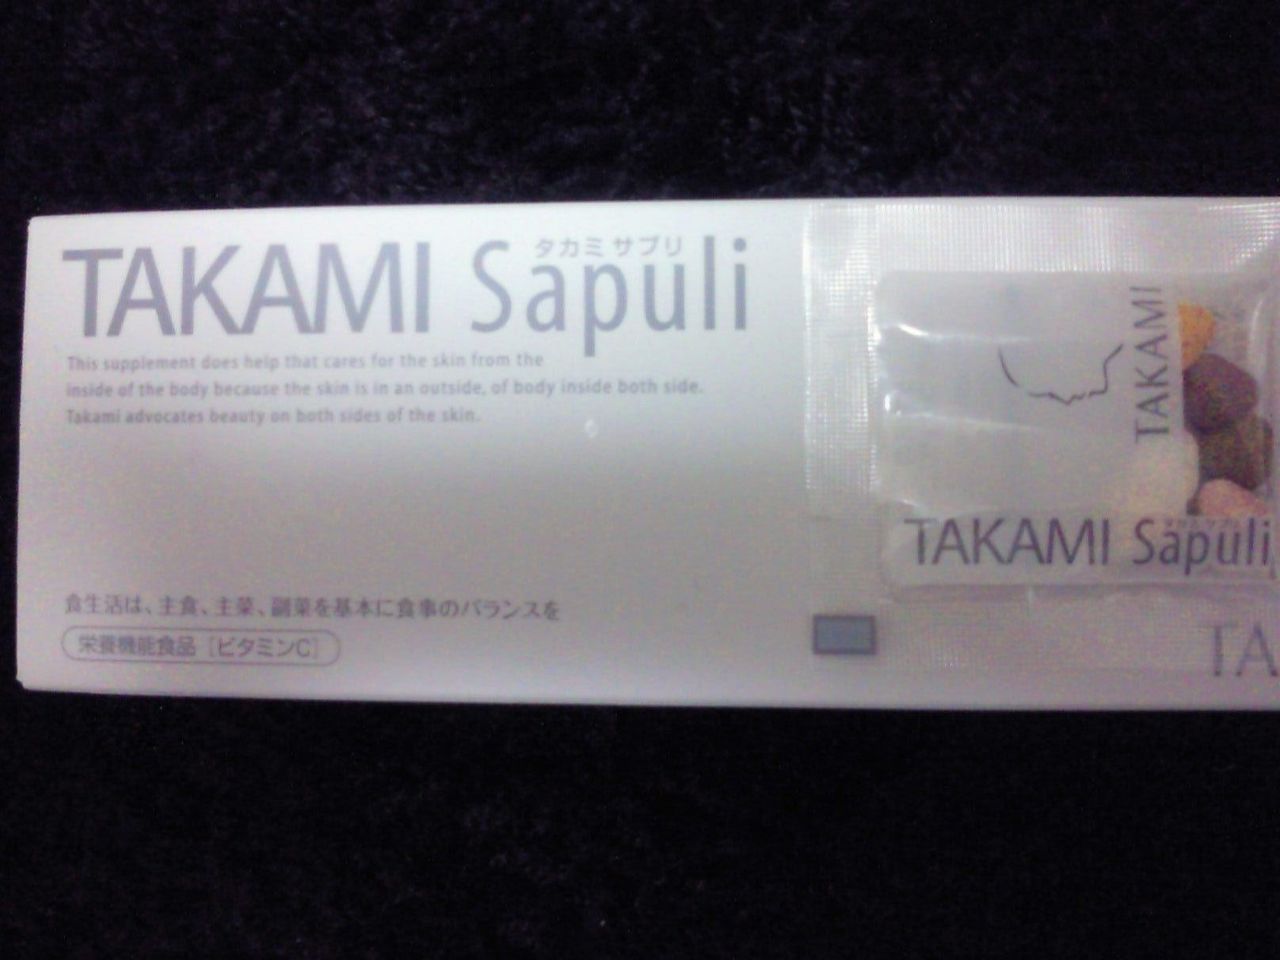 タカミサプリ
TAKAMI Sapuli
This supplement does help that cares for the skin from the
inside of the body because the skin is in an outside, of body inside both side.
Takami advocates beauty on both sides of the skin.
食生活は、主食、主菜、副菜を基本に食事のバランスを
栄養機能食品［ビタミンC］
TAKAMI
TAKAMI Sapuli
TA